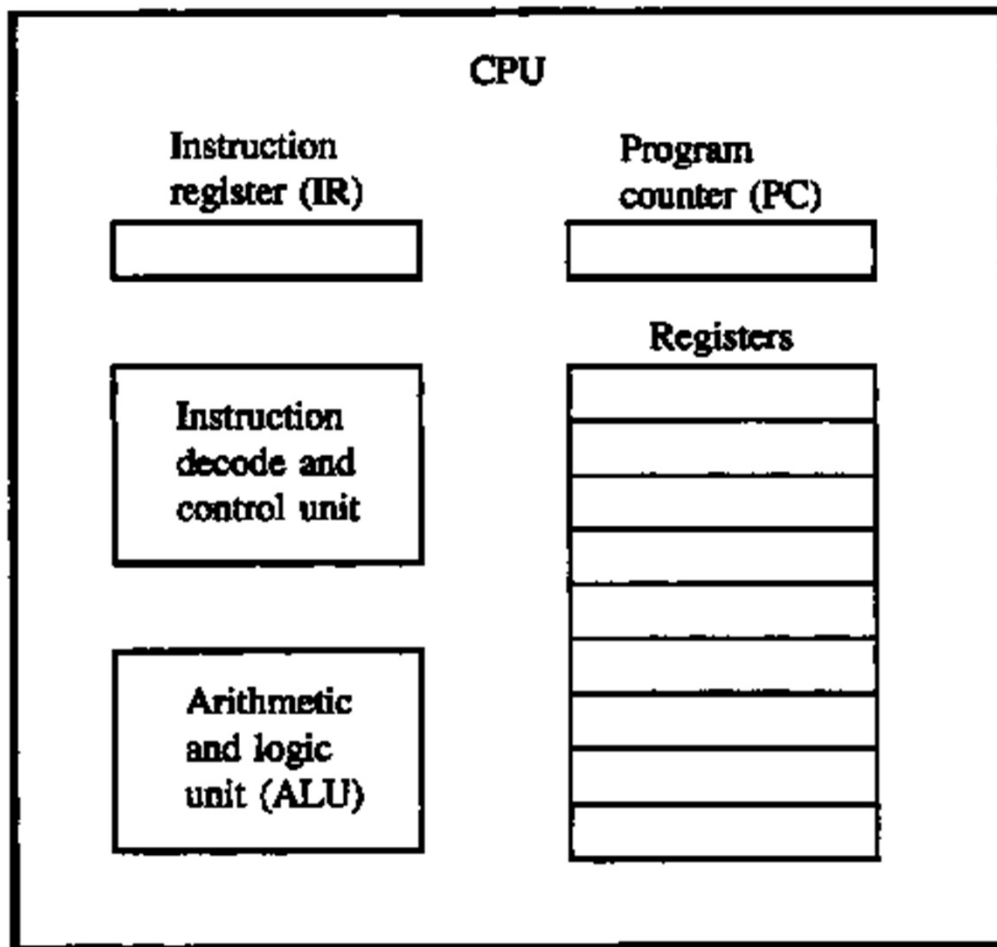 CPU
Instruction
register (IR)
Program
counter (PC)
Registers
Instruction
decode and
control unit
Arithmetic
and logic
unit (ALU)